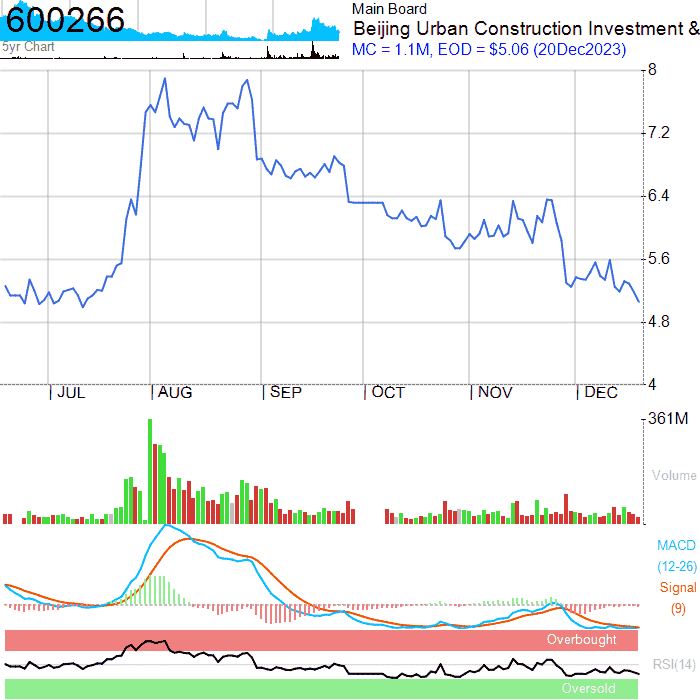 600266
5yr Chart
Main Board
Beijing Urban Construction Investment &
MC = 1.1M, EOD = $5.06 (20Dec2023)
8
7.2
6.4
5.6
4.8
4
JUL AUG SEP OCT NOV DEC
361M
Volume
MACD
(12-26)
Signal
(9)
Overbought
RSI(14)
Oversold